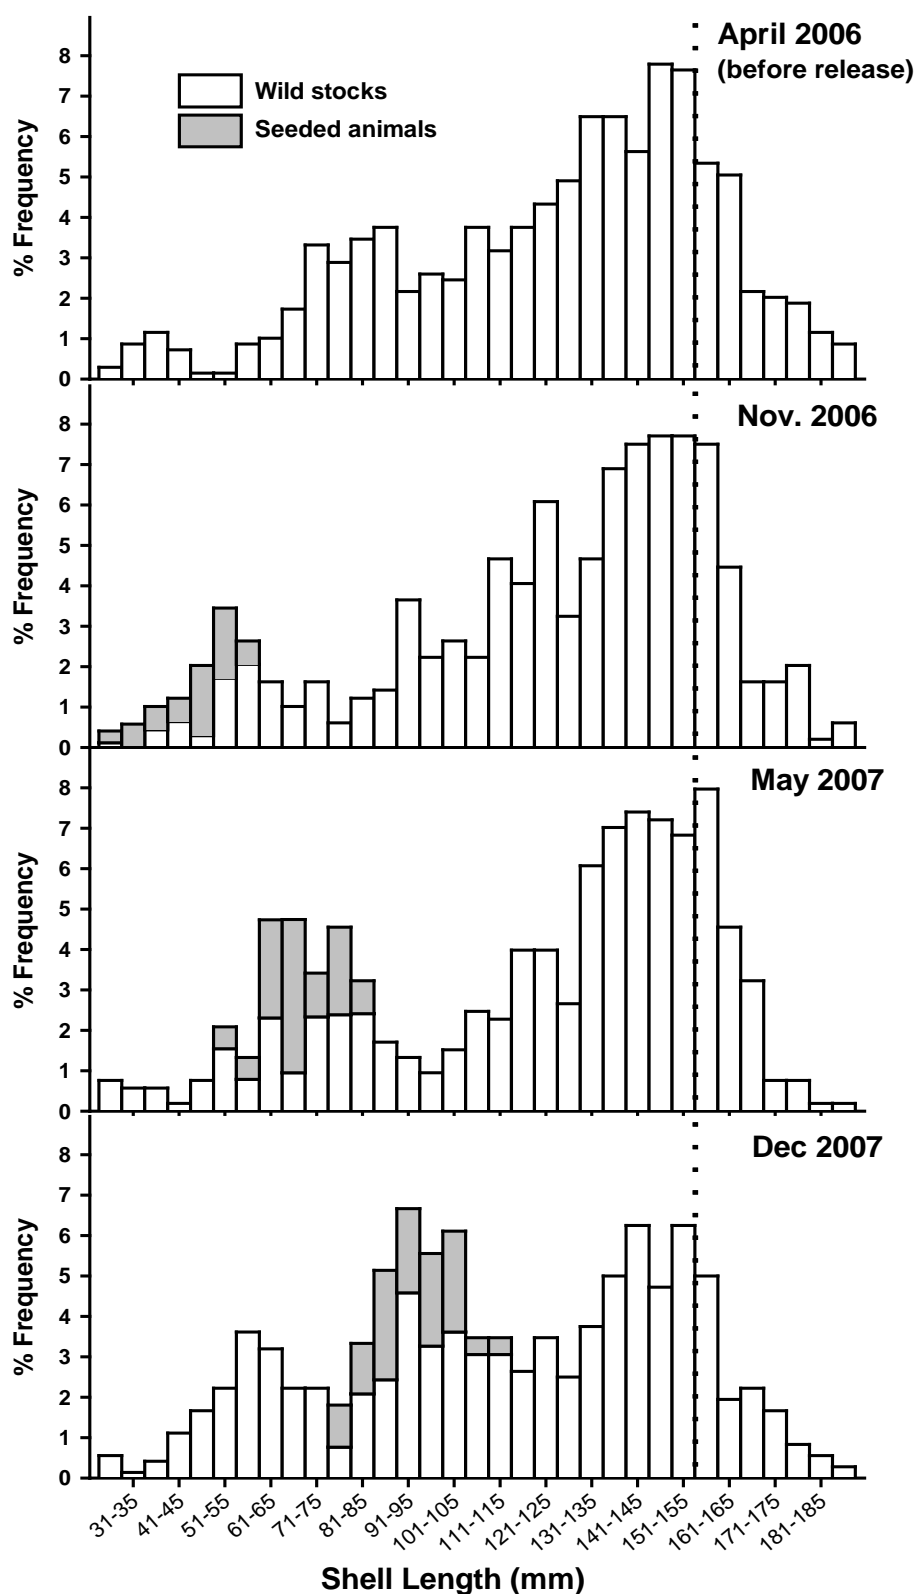 April 2006
(before release)
Wild stocks
Seeded animals
% Frequency
8
7
6
5
4
3
2
1
0
Nov. 2006
% Frequency
8
7
6
5
4
3
2
1
0
May 2007
% Frequency
8
7
6
5
4
3
2
1
0
Dec 2007
% Frequency
8
7
6
5
4
3
2
1
0
31-35 41-45 51-55 61-65 71-75 81-85 91-95 101-105 111-115 121-125 131-135 141-145 151-155 161-165 171-175 181-185
Shell Length (mm)